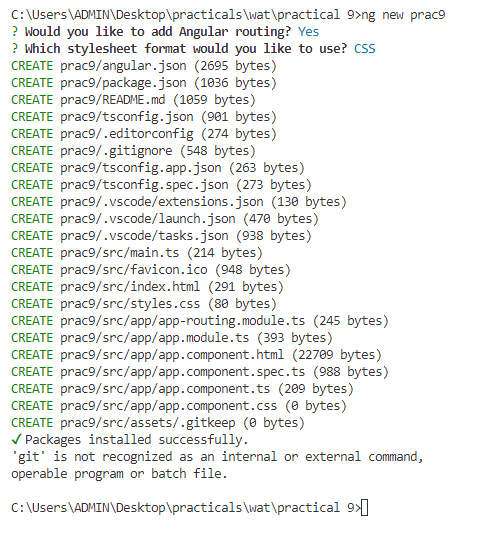 C:\Users\ADMIN\Desktop\practicals\wat\practical 9>ng new prac9
? Would you like to add Angular routing? Yes
? Which stylesheet format would you like to use? CSS
CREATE prac9/angular.json (2695 bytes)
CREATE prac9/package.json (1036 bytes)
CREATE prac9/README.md (1059 bytes)
CREATE prac9/tsconfig.json (901 bytes)
CREATE prac9/.editorconfig (274 bytes)
CREATE prac9/.gitignore (548 bytes)
CREATE prac9/tsconfig.app.json (263 bytes)
CREATE prac9/tsconfig.spec.json (273 bytes)
CREATE prac9/.vscode/extensions.json (130 bytes)
CREATE prac9/.vscode/launch.json (470 bytes)
CREATE prac9/.vscode/tasks.json (938 bytes)
CREATE prac9/src/main.ts (214 bytes)
CREATE prac9/src/favicon.ico (948 bytes)
CREATE prac9/src/index.html (291 bytes)
CREATE prac9/src/styles.css (80 bytes)
CREATE prac9/src/app/app-routing.module.ts (245 bytes)
CREATE prac9/src/app/app.module.ts (393 bytes)
CREATE prac9/src/app/app.component.html (22709 bytes)
CREATE prac9/src/app/app.component.spec.ts (988 bytes)
CREATE prac9/src/app/app.component.ts (209 bytes)
CREATE prac9/src/app/app.component.css (0 bytes)
CREATE prac9/src/assets/.gitkeep (0 bytes)
✓ Packages installed successfully.
'git' is not recognized as an internal or external command,
operable program or batch file.
C:\Users\ADMIN\Desktop\practicals\wat\practical 9>